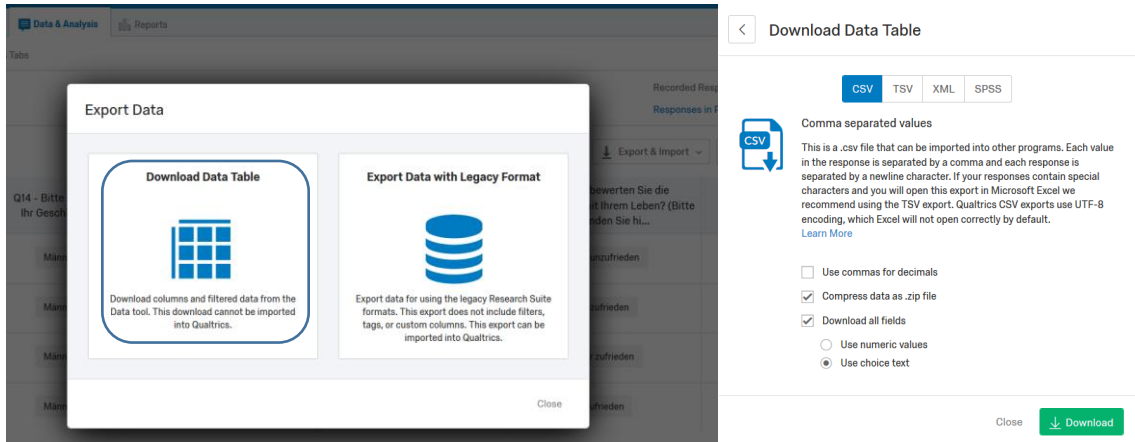 Data & Analysis
Reports
Tabs
Recorded Resp
Responses in P
Export & Import
Q14 - Bitte
Ihr Gesch
bewerten Sie die
it Ihrem Leben? (Bitte
nden Sie hi...
Männ
unzufrieden
Männ
zufrieden
Männ
r.zufrieden
Männ
ufrieden
Export Data
Download Data Table
Download columns and filtered data from the
Data tool. This download cannot be imported
into Qualtrics.
Export Data with Legacy Format
Export data for using the legacy Research Suite
formats. This export does not include filters,
tags, or custom columns. This export can be
imported into Qualtrics.
Close
Download Data Table
CSV TSV XML SPSS
CSV
Comma separated values
This is a .csv file that can be imported into other programs. Each value
in the response is separated by a comma and each response is
separated by a newline character. If your responses contain special
characters and you will open this export in Microsoft Excel we
recommend using the TSV export. Qualtrics CSV exports use UTF-8
encoding, which Excel will not open correctly by default.
Learn More
Use commas for decimals
Compress data as .zip file
Download all fields
Use numeric values
Use choice text
Close
Download